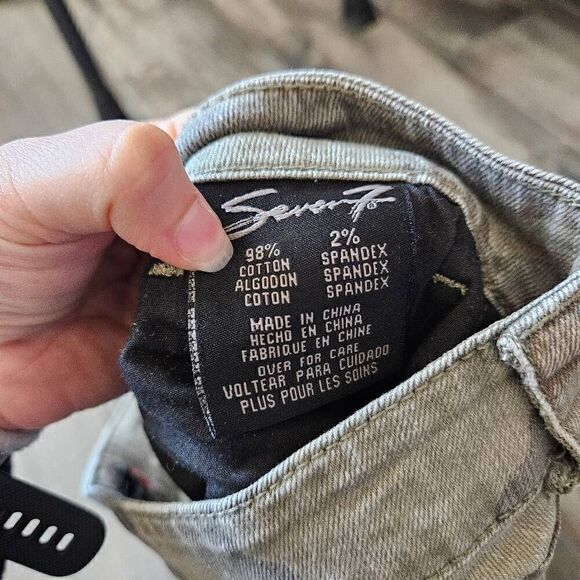 Seven7®
98% 2%
COTTON SPANDEX
ALGODON SPANDEX
COTON SPANDEX
MADE IN CHINA
HECHO EN CHINA
FABRIQUE EN CHINE
OVER FOR CARE
VOLTEAR PARA CUIDADO
PLUS POUR LES SOINS